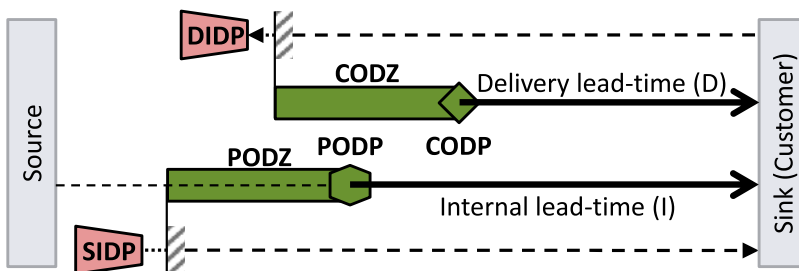 DIDP
CODZ
Delivery lead-time (D)
PODP
CODP
PODZ
Internal lead-time (I)
SIDP
Source
Sink (Customer)